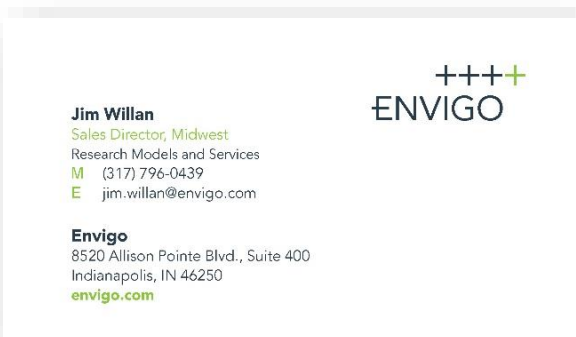 ++++
ENVIGO
Jim Willan
Sales Director, Midwest
Research Models and Services
M (317) 796-0439
E jim.willan@envigo.com
Envigo
8520 Allison Pointe Blvd., Suite 400
Indianapolis, IN 46250
envigo.com